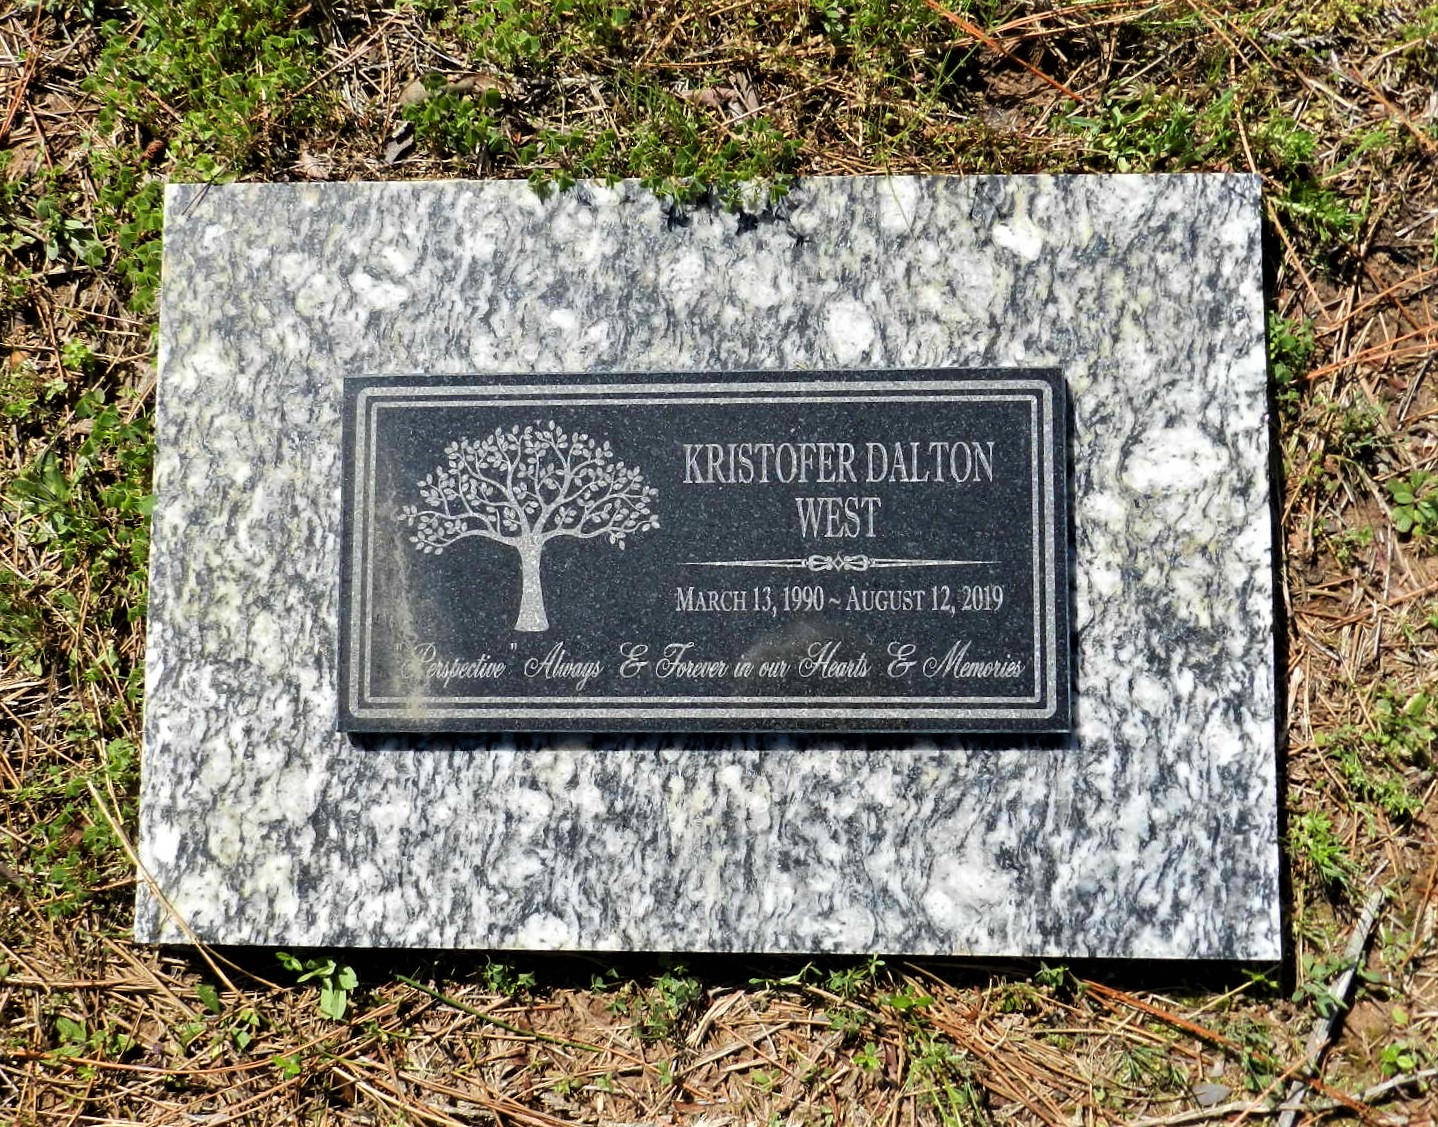 KRISTOFER DALTON
WEST
MARCH 13, 1990 ~ AUGUST 12, 2019
"Perspective" Always & Forever in our Hearts & Memories